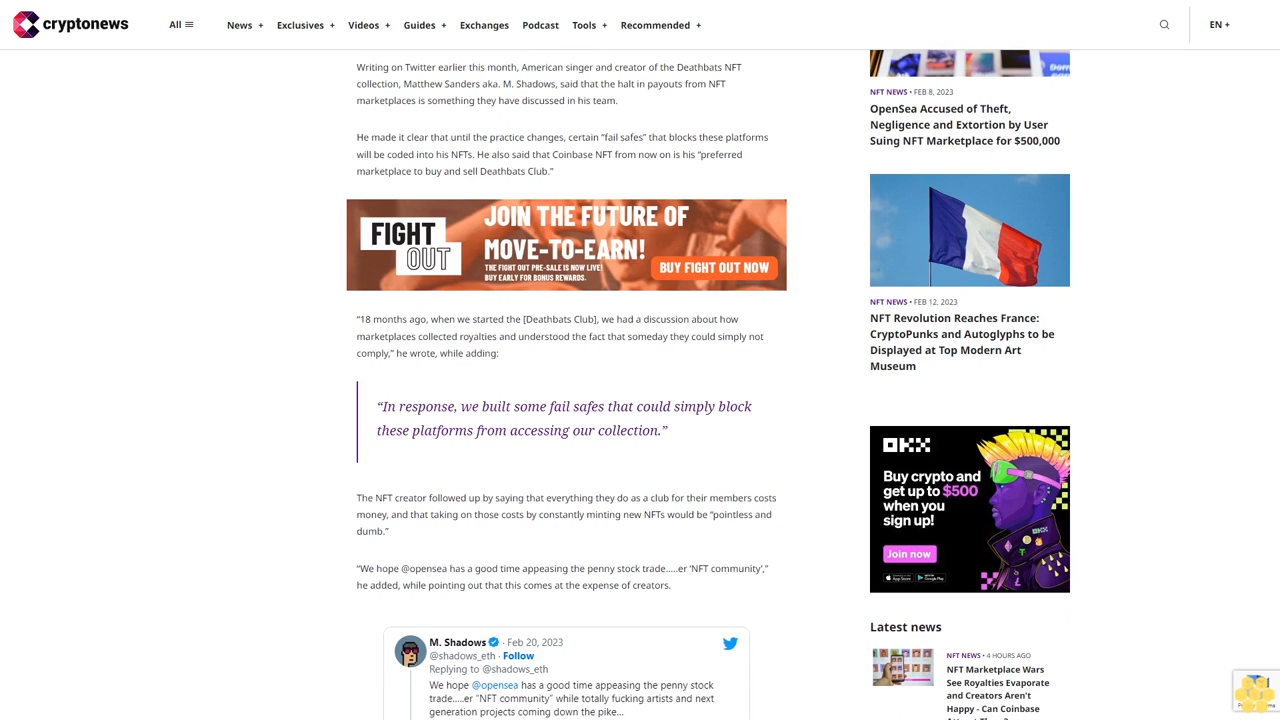 cryptonews
All
News +
Exclusives +
Videos +
Guides +
Exchanges
Podcast
Tools +
Recommended +
EN +
Writing on Twitter earlier this month, American singer and creator of the Deathbats NFT
collection, Matthew Sanders aka. M. Shadows, said that the halt in payouts from NFT
marketplaces is something they have discussed in his team.
He made it clear that until the practice changes, certain “fail safes” that blocks these platforms
will be coded into his NFTs. He also said that Coinbase NFT from now on is his “preferred
marketplace to buy and sell Deathbats Club.”
FIGHT
OUT
JOIN THE FUTURE OF
MOVE-TO-EARN!
THE FIGHT OUT PRE-SALE IS NOW LIVE!
BUY EARLY FOR BONUS REWARDS.
BUY FIGHT OUT NOW
“18 months ago, when we started the [Deathbats Club], we had a discussion about how
marketplaces collected royalties and understood the fact that someday they could simply not
comply,” he wrote, while adding:
“In response, we built some fail safes that could simply block
these platforms from accessing our collection.”
The NFT creator followed up by saying that everything they do as a club for their members costs
money, and that taking on those costs by constantly minting new NFTs would be “pointless and
dumb.”
“We hope @opensea has a good time appeasing the penny stock trade…..er ‘NFT community’,”
he added, while pointing out that this comes at the expense of creators.
M. Shadows · Feb 20, 2023
@shadows_eth · Follow
Replying to @shadows_eth
We hope @opensea has a good time appeasing the penny stock
trade…..er “NFT community” while totally fucking artists and next
generation projects coming down the pike…
NFT NEWS • FEB 8, 2023
OpenSea Accused of Theft,
Negligence and Extortion by User
Suing NFT Marketplace for $500,000
NFT NEWS • FEB 12, 2023
NFT Revolution Reaches France:
CryptoPunks and Autoglyphs to be
Displayed at Top Modern Art
Museum
OKX
Buy crypto and
get up to $500
when you
sign up!
Join now
App Store
Google Play
OKX
Latest news
NFT NEWS • 4 HOURS AGO
NFT Marketplace Wars
See Royalties Evaporate
and Creators Aren't
Happy - Can Coinbase